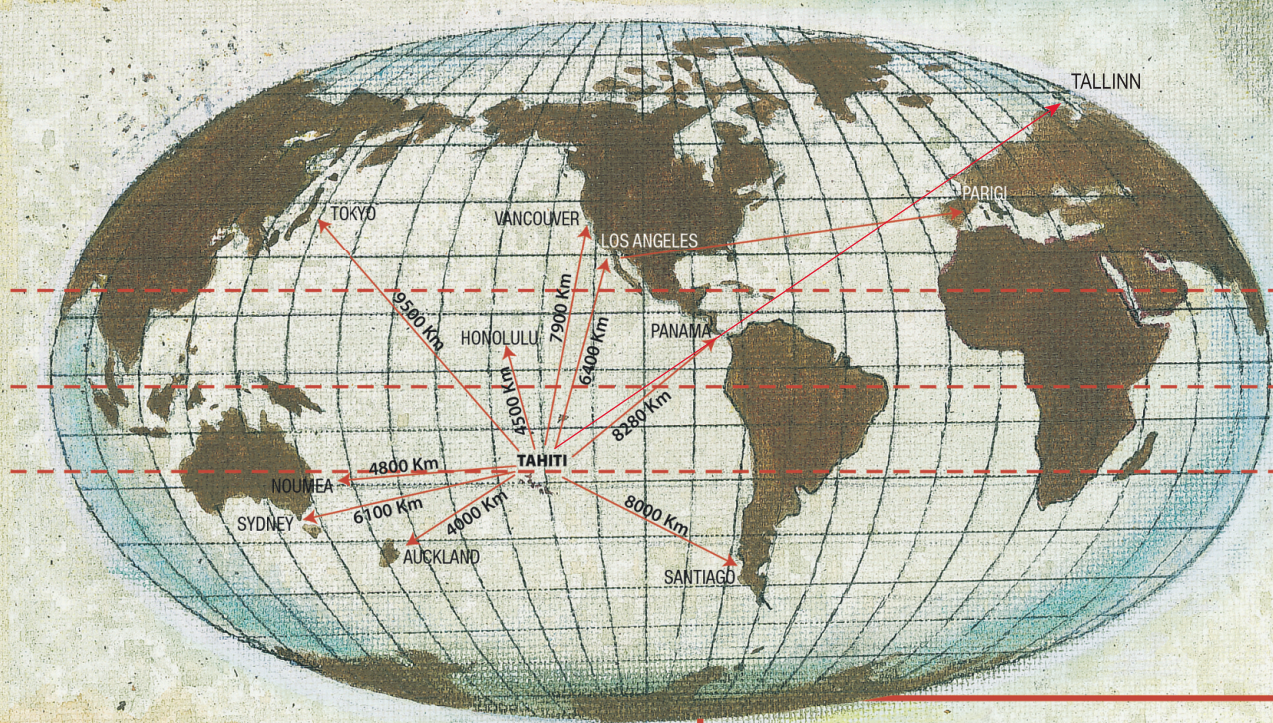 TALLINN
PARIGI
TOKYO
VANCOUVER
LOS ANGELES
9500 Km
7900 Km
6400 Km
HONOLULU
PANAMA
4500 Km
8280 Km
TAHITI
4800 Km
NOUMEA
6100 Km
4000 Km
8000 Km
SYDNEY
AUCKLAND
SANTIAGO